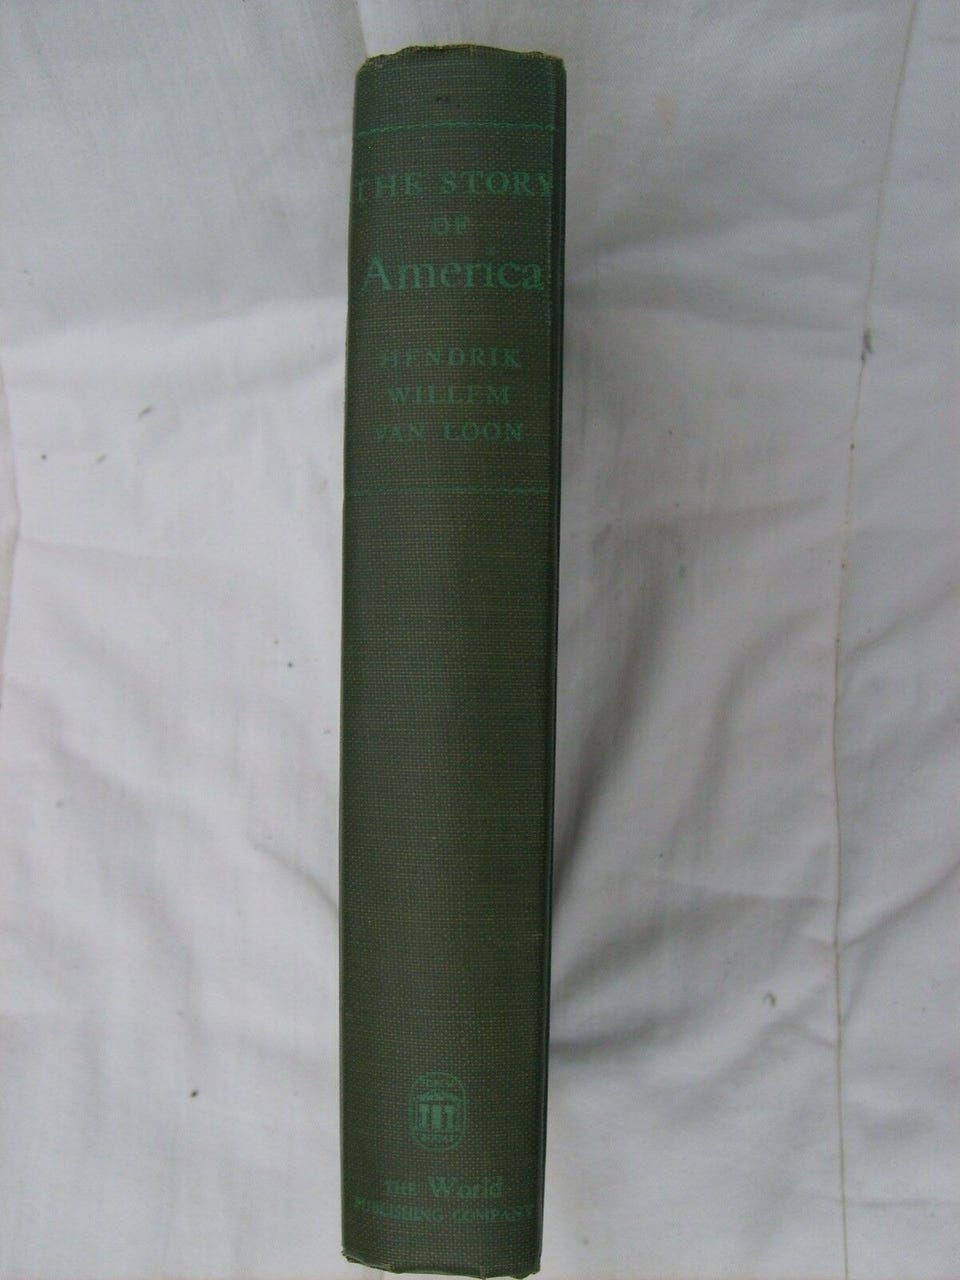 THE STORY
OF
America
HENDRIK
WILLEM
VAN LOON
THE World
PUBLISHING COMPANY